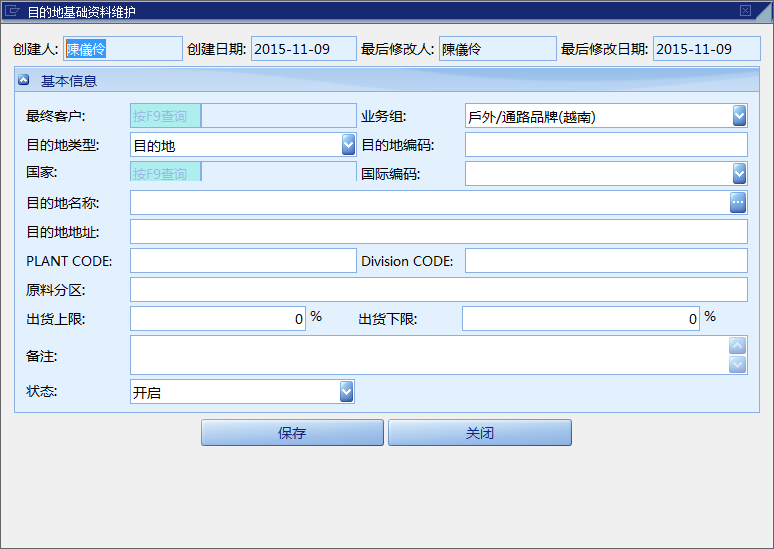 目的地基础资料维护
创建人: 陳儀伶 创建日期: 2015-11-09 最后修改人: 陳儀伶 最后修改日期: 2015-11-09
基本信息
最终客户: 按F9查询 业务组: 戶外/通路品牌(越南)
目的地类型: 目的地 目的地编码:
国家: 按F9查询 国际编码:
目的地名称: ...
目的地地址:
PLANT CODE: Division CODE:
原料分区:
出货上限: 0 % 出货下限: 0 %
备注:
状态: 开启
保存 关闭